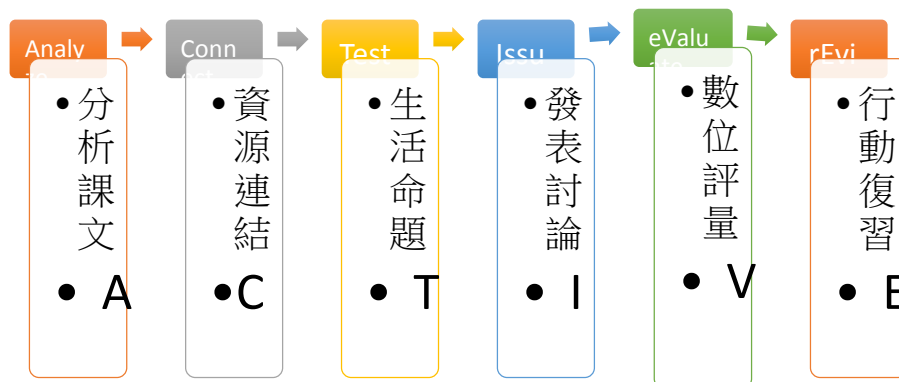 Analy
Conn
Test
Issu
eValu
rEvi
•分析課文
• A
•資源連結
•C
•生活命題
• T
•發表討論
• I
•數位評量
• V
•行動復習
• E